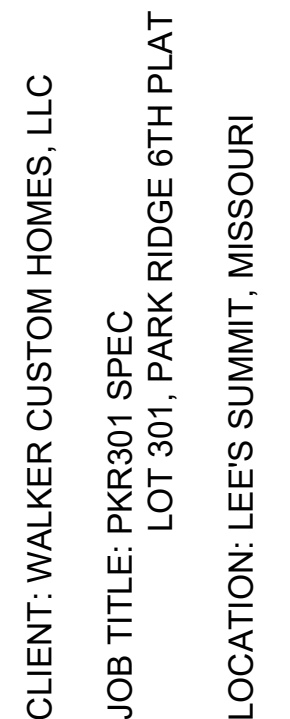 CLIENT: WALKER CUSTOM HOMES, LLC
JOB TITLE: PKR301 SPEC
LOT 301, PARK RIDGE 6TH PLAT
LOCATION: LEE'S SUMMIT, MISSOURI